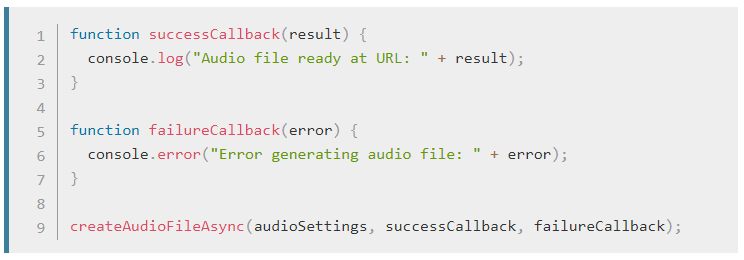 1 function successCallback(result) {
2   console.log("Audio file ready at URL: " + result);
3 }
4
5 function failureCallback(error) {
6   console.error("Error generating audio file: " + error);
7 }
8
9 createAudioFileAsync(audioSettings, successCallback, failureCallback);